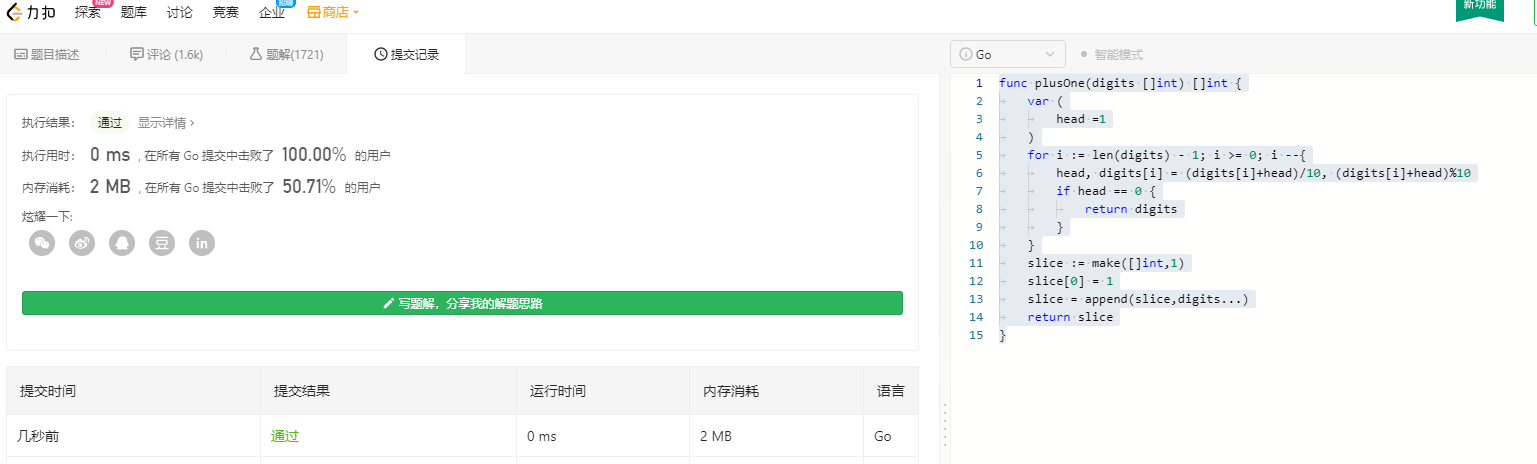 力扣 探索 NEW 题库 讨论 竞赛 企业 招聘 商店
新功能
题目描述 评论 (1.6k) 题解(1721) 提交记录
Go 智能模式
执行结果： 通过 显示详情 ›
执行用时： 0 ms , 在所有 Go 提交中击败了 100.00% 的用户
内存消耗： 2 MB , 在所有 Go 提交中击败了 50.71% 的用户
炫耀一下:
豆 in
写题解，分享我的解题思路
提交时间 提交结果 运行时间 内存消耗 语言
几秒前 通过 0 ms 2 MB Go
1 func plusOne(digits []int) []int {
2 var (
3 head =1
4 )
5 for i := len(digits) - 1; i >= 0; i --{
6 head, digits[i] = (digits[i]+head)/10, (digits[i]+head)%10
7 if head == 0 {
8 return digits
9 }
10 }
11 slice := make([]int,1)
12 slice[0] = 1
13 slice = append(slice,digits...)
14 return slice
15 }